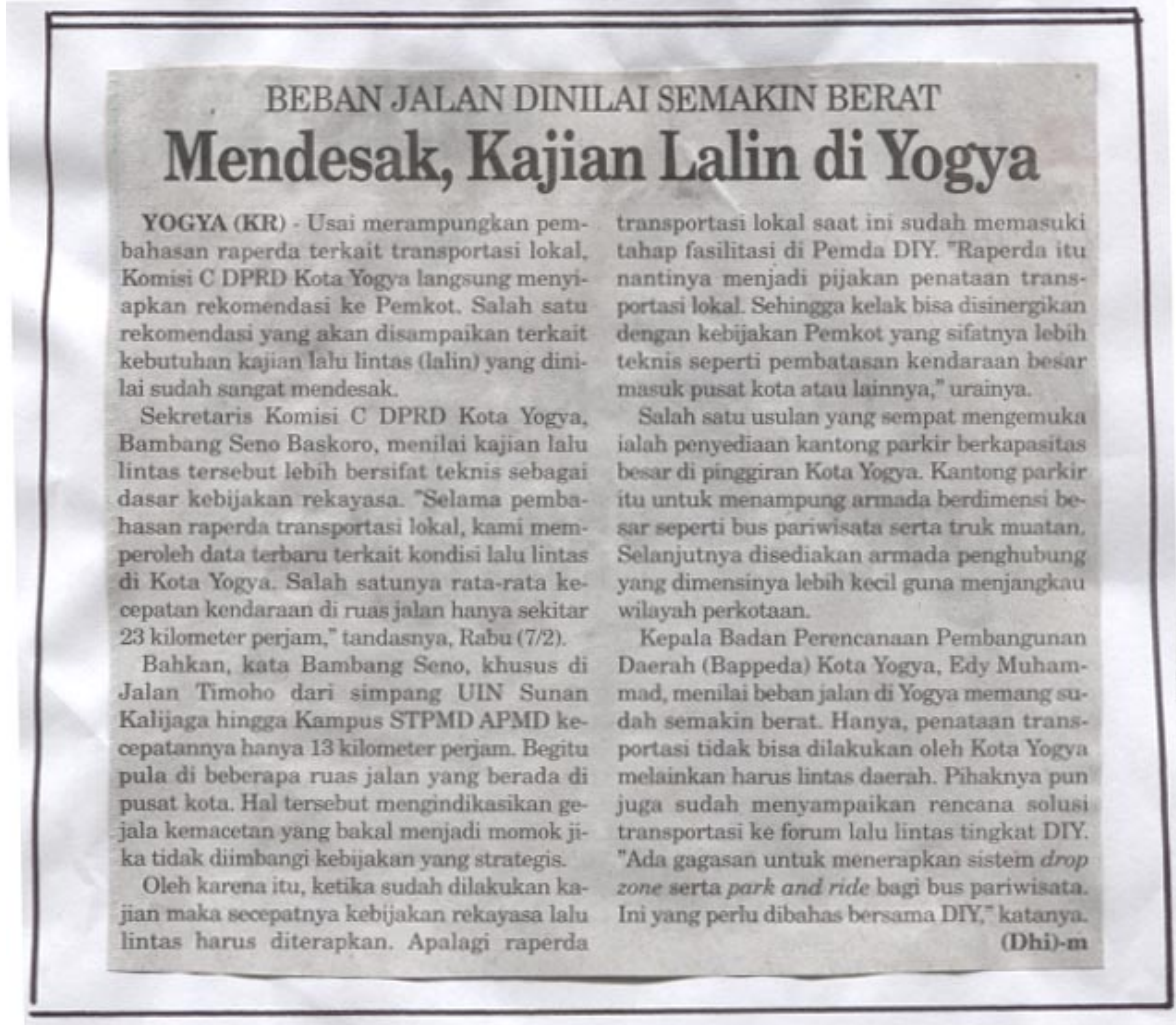 BEBAN JALAN DINILAI SEMAKIN BERAT
Mendesak, Kajian Lalin di Yogya
YOGYA (KR) - Usai merampungkan pem-
bahasan raperda terkait transportasi lokal,
Komisi C DPRD Kota Yogya langsung menyi-
apkan rekomendasi ke Pemkot. Salah satu
rekomendasi yang akan disampaikan terkait
kebutuhan kajian lalu lintas (lalin) yang dini-
lai sudah sangat mendesak.
Sekretaris Komisi C DPRD Kota Yogya,
Bambang Seno Baskoro, menilai kajian lalu
lintas tersebut lebih bersifat teknis sebagai
dasar kebijakan rekayasa. "Selama pemba-
hasan raperda transportasi lokal, kami mem-
peroleh data terbaru terkait kondisi lalu lintas
di Kota Yogya. Salah satunya rata-rata ke-
cepatan kendaraan di ruas jalan hanya sekitar
23 kilometer perjam," tandasnya, Rabu (7/2).
Bahkan, kata Bambang Seno, khusus di
Jalan Timoho dari simpang UIN Sunan
Kalijaga hingga Kampus STPMD APMD ke-
cepatannya hanya 13 kilometer perjam. Begitu
pula di beberapa ruas jalan yang berada di
pusat kota. Hal tersebut mengindikasikan ge-
jala kemacetan yang bakal menjadi momok ji-
ka tidak diimbangi kebijakan yang strategis.
Oleh karena itu, ketika sudah dilakukan ka-
jian maka secepatnya kebijakan rekayasa lalu
lintas harus diterapkan. Apalagi raperda
transportasi lokal saat ini sudah memasuki
tahap fasilitasi di Pemda DIY. "Raperda itu
nantinya menjadi pijakan penataan trans-
portasi lokal. Sehingga kelak bisa disinergikan
dengan kebijakan Pemkot yang sifatnya lebih
teknis seperti pembatasan kendaraan besar
masuk pusat kota atau lainnya," urainya.
Salah satu usulan yang sempat mengemuka
ialah penyediaan kantong parkir berkapasitas
besar di pinggiran Kota Yogya. Kantong parkir
itu untuk menampung armada berdimensi be-
sar seperti bus pariwisata serta truk muatan.
Selanjutnya disediakan armada penghubung
yang dimensinya lebih kecil guna menjangkau
wilayah perkotaan.
Kepala Badan Perencanaan Pembangunan
Daerah (Bappeda) Kota Yogya, Edy Muham-
mad, menilai beban jalan di Yogya memang su-
dah semakin berat. Hanya, penataan trans-
portasi tidak bisa dilakukan oleh Kota Yogya
melainkan harus lintas daerah. Pihaknya pun
juga sudah menyampaikan rencana solusi
transportasi ke forum lalu lintas tingkat DIY.
"Ada gagasan untuk menerapkan sistem drop
zone serta park and ride bagi bus pariwisata.
Ini yang perlu dibahas bersama DIY," katanya.
(Dhi)-m